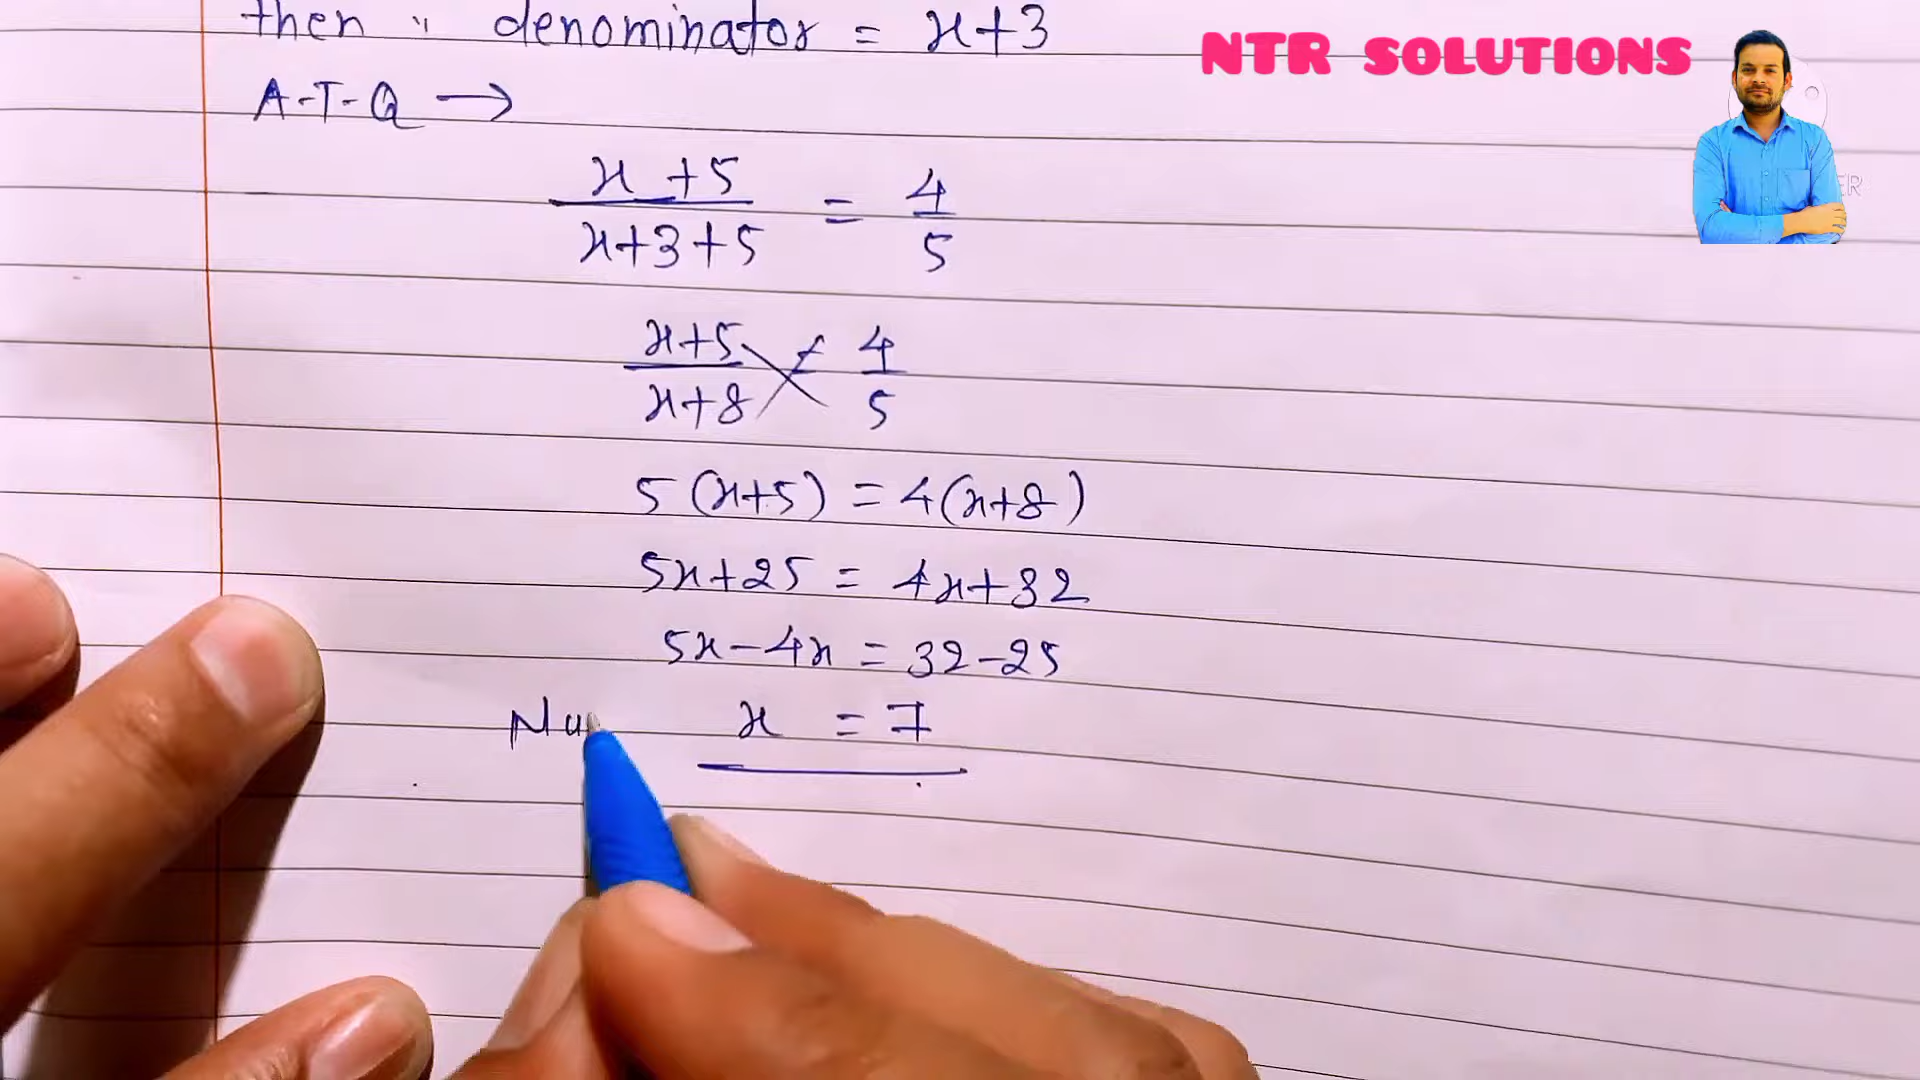 then " denominator = x+3
NTR SOLUTIONS
A-T-Q →
x+5 / x+3+5 = 4/5
x+5 / x+8 = 4/5
5(x+5) = 4(x+8)
5x+25 = 4x+32
5x-4x = 32-25
Nu x = 7